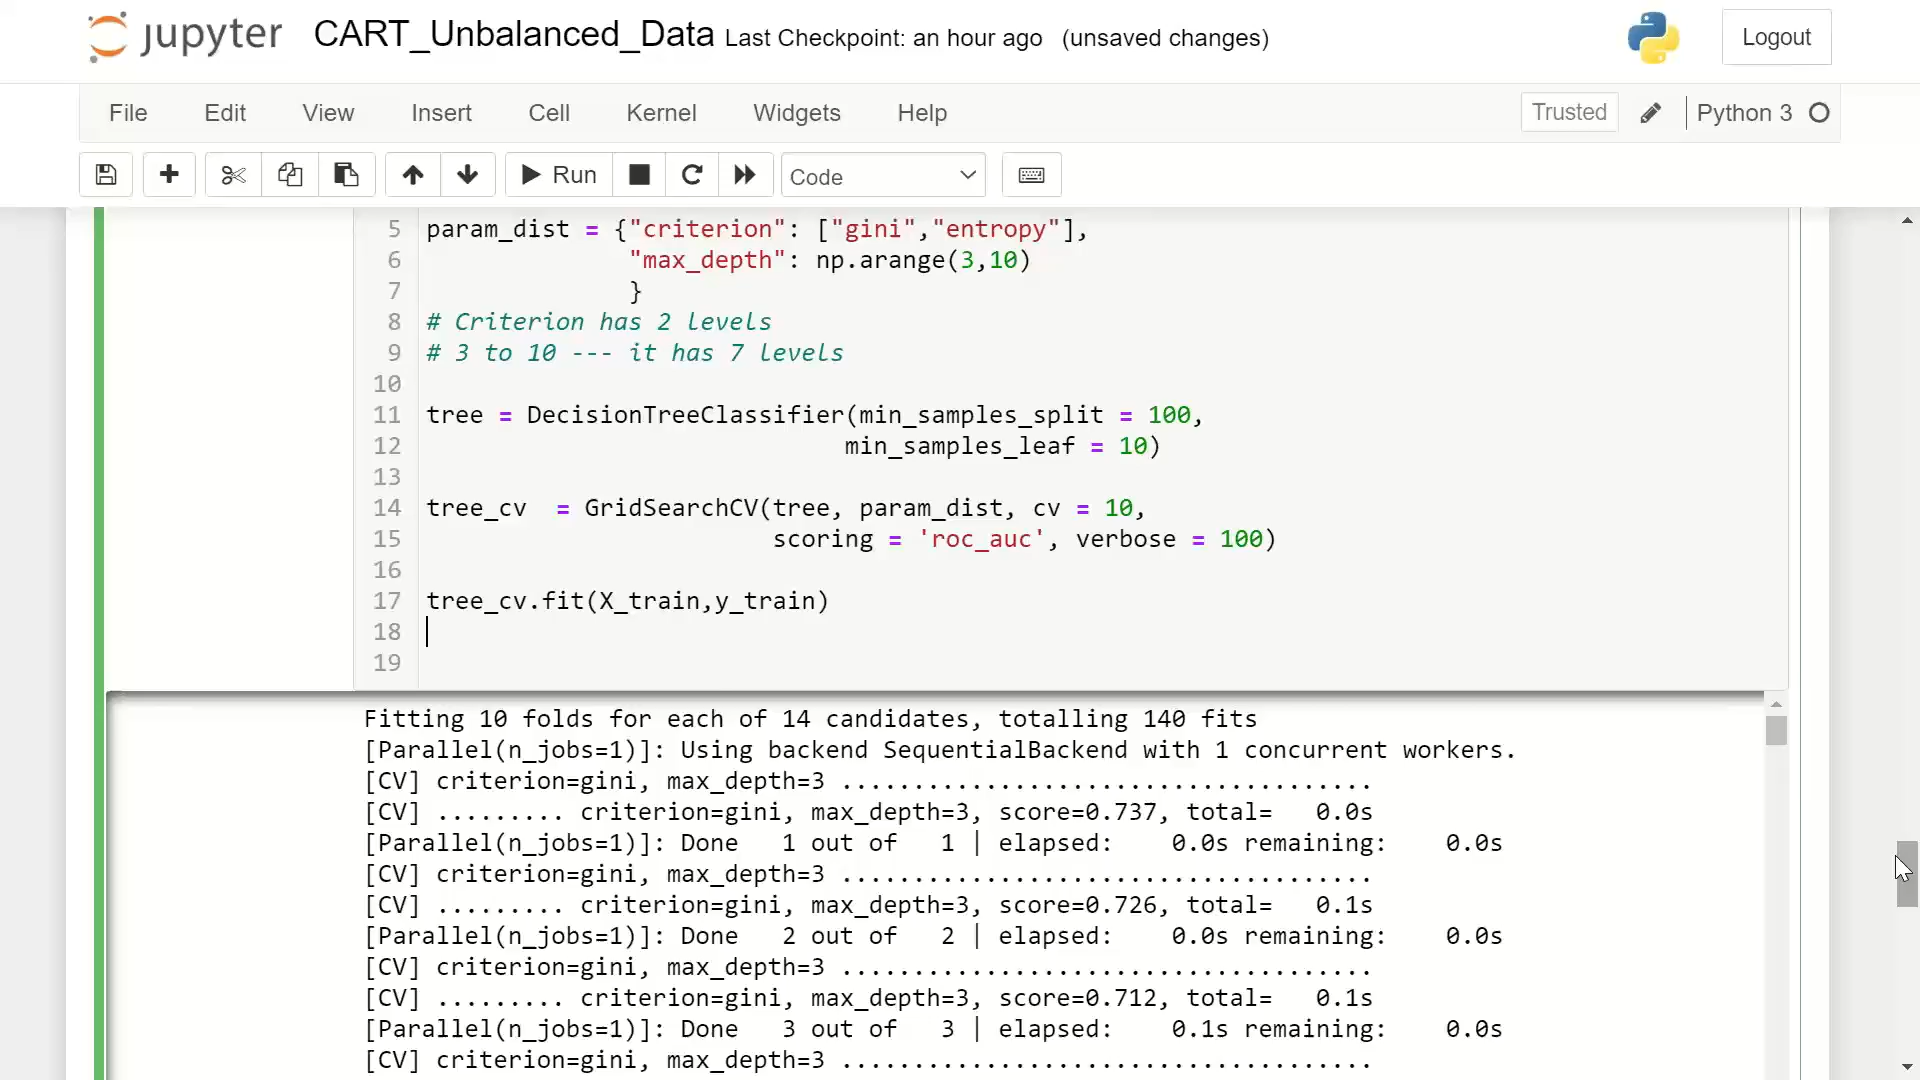 jupyter CART_Unbalanced_Data Last Checkpoint: an hour ago (unsaved changes) Logout
File Edit View Insert Cell Kernel Widgets Help Trusted Python 3
Run Code
5 param_dist = {"criterion": ["gini","entropy"],
6 "max_depth": np.arange(3,10)
7 }
8 # Criterion has 2 levels
9 # 3 to 10 --- it has 7 levels
10
11 tree = DecisionTreeClassifier(min_samples_split = 100,
12 min_samples_leaf = 10)
13
14 tree_cv = GridSearchCV(tree, param_dist, cv = 10,
15 scoring = 'roc_auc', verbose = 100)
16
17 tree_cv.fit(X_train,y_train)
18
19
Fitting 10 folds for each of 14 candidates, totalling 140 fits
[Parallel(n_jobs=1)]: Using backend SequentialBackend with 1 concurrent workers.
[CV] criterion=gini, max_depth=3 .....................................
[CV] ......... criterion=gini, max_depth=3, score=0.737, total=   0.0s
[Parallel(n_jobs=1)]: Done   1 out of   1 | elapsed:    0.0s remaining:    0.0s
[CV] criterion=gini, max_depth=3 .....................................
[CV] ......... criterion=gini, max_depth=3, score=0.726, total=   0.1s
[Parallel(n_jobs=1)]: Done   2 out of   2 | elapsed:    0.0s remaining:    0.0s
[CV] criterion=gini, max_depth=3 .....................................
[CV] ......... criterion=gini, max_depth=3, score=0.712, total=   0.1s
[Parallel(n_jobs=1)]: Done   3 out of   3 | elapsed:    0.1s remaining:    0.0s
[CV] criterion=gini, max_depth=3 .....................................